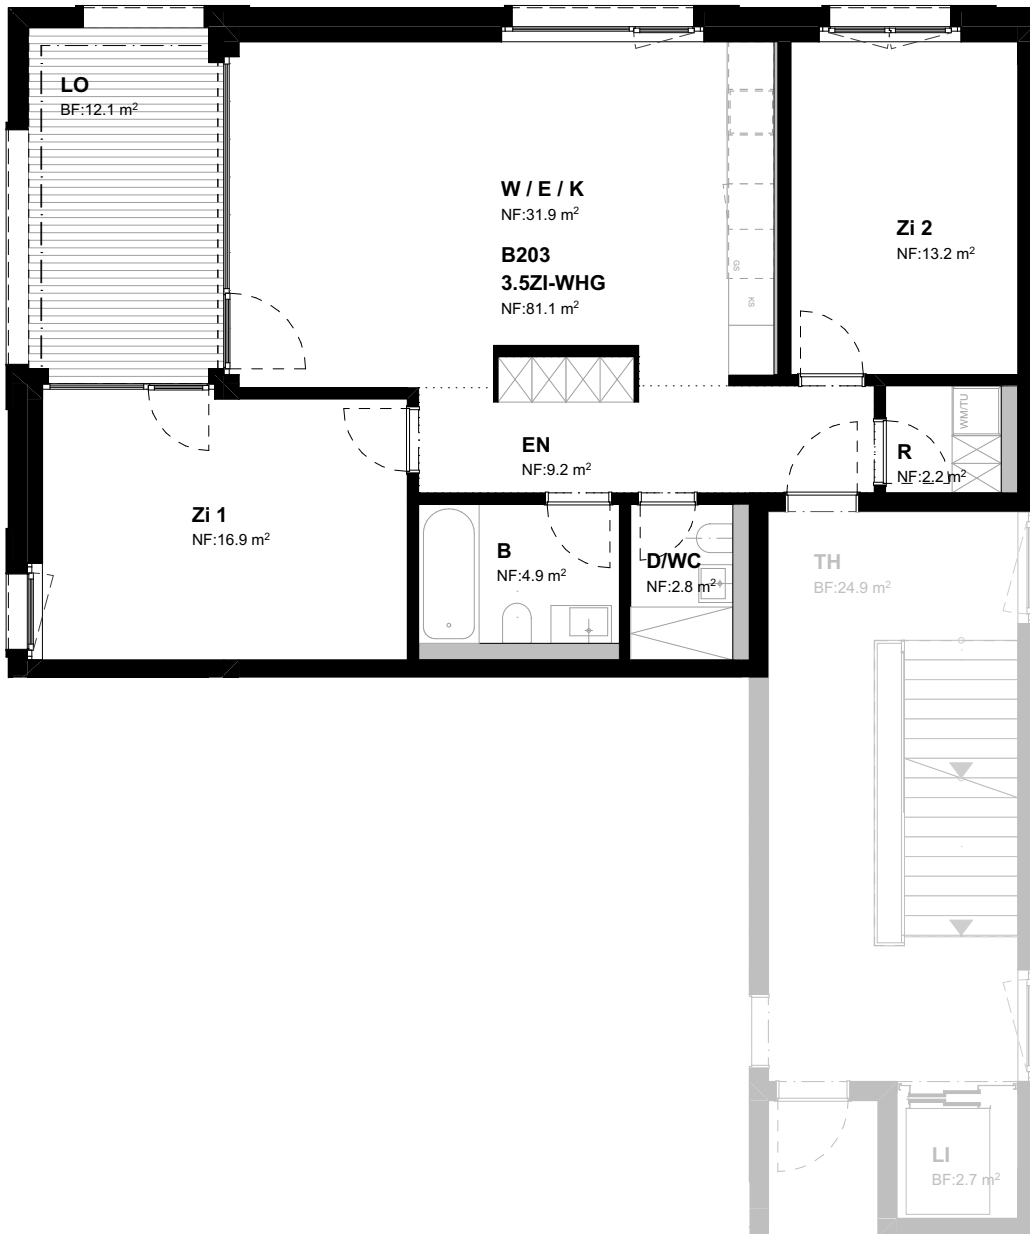 LO
BF:12.1 m²
W / E / K
NF:31.9 m²
B203
3.5ZI-WHG
NF:81.1 m²
Zi 2
NF:13.2 m²
GS
KS
EN
NF:9.2 m²
WM/TU
R
NF:2.2 m²
Zi 1
NF:16.9 m²
B
NF:4.9 m²
D/WC
NF:2.8 m²
TH
BF:24.9 m²
LI
BF:2.7 m²